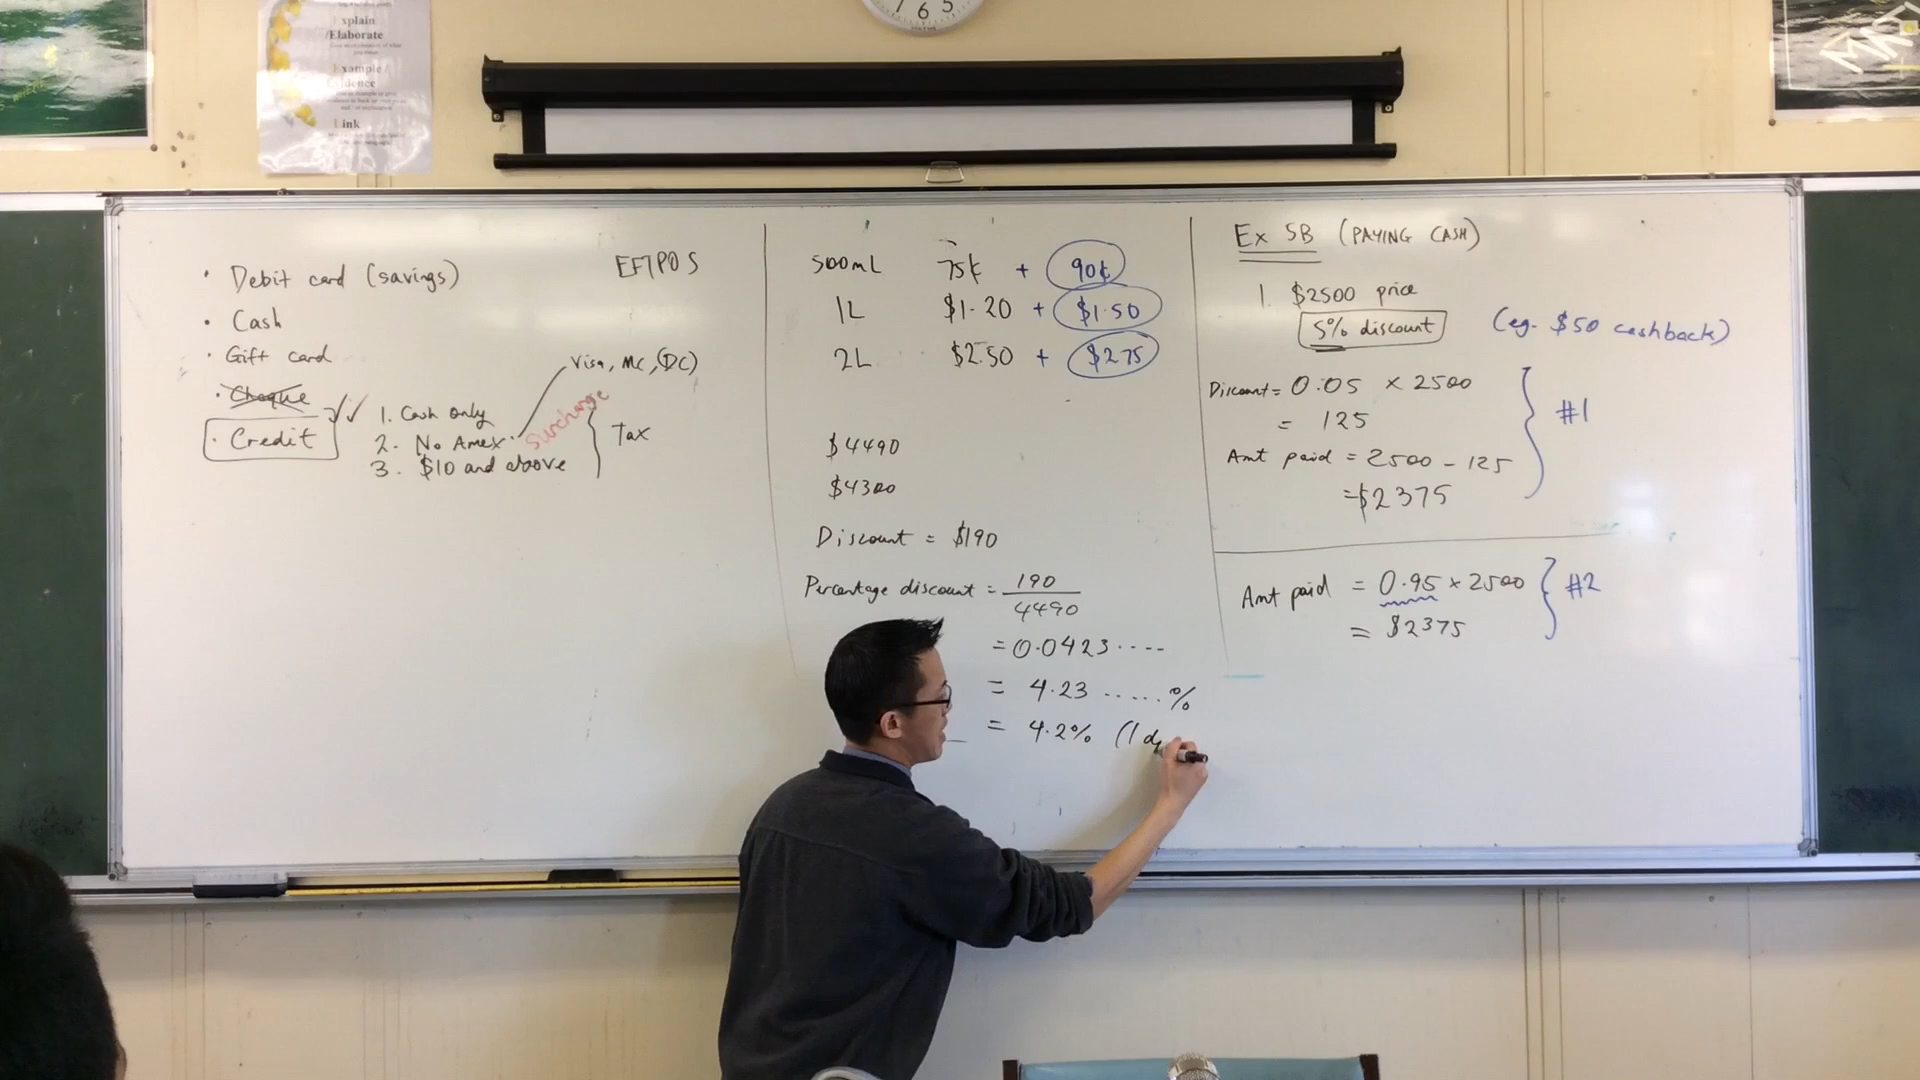 7 6 5
Explain
/Elaborate
Example /
Evidence
Link
EFTPOS
• Debit card (savings)
• Cash
• Gift card
• Cheque
• Credit
1. Cash only
2. No Amex
3. $10 and above
Visa, MC, (DC)
Surcharge
Tax
500mL 75¢ + 90¢
1L $1.20 + $1.50
2L $2.50 + $2.75
$4490
$4300
Discount = $190
Percentage discount = 190
4490
= 0.0423 ....
= 4.23 ..... %
= 4.2% (1 d
Ex 5B (PAYING CASH)
1. $2500 price
5% discount
(eg. $50 cashback)
Discount = 0.05 × 2500
= 125
Amt paid = 2500 - 125
= $2375
#1
Amt paid = 0.95 × 2500
= $2375
#2